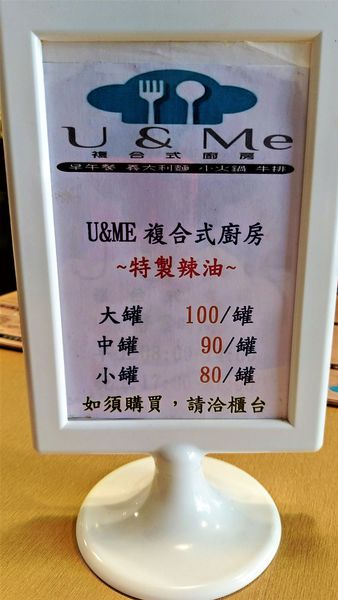 U & Me
複合式廚房
早午餐 義大利麵 小火鍋 牛排
U&ME 複合式廚房
~特製辣油~
大罐 100/罐
中罐 90/罐
小罐 80/罐
如須購買，請洽櫃台